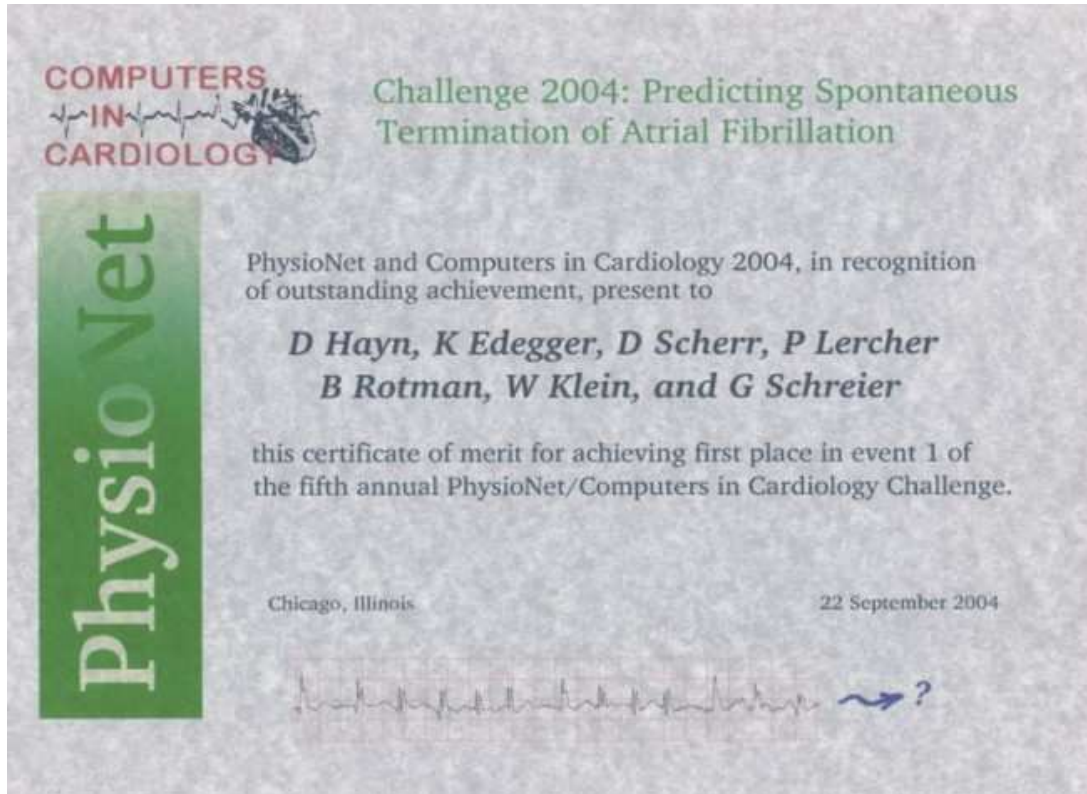 COMPUTERS
IN
CARDIOLOGY
Challenge 2004: Predicting Spontaneous
Termination of Atrial Fibrillation
PhysioNet
PhysioNet and Computers in Cardiology 2004, in recognition
of outstanding achievement, present to
D Hayn, K Edegger, D Scherr, P Lercher
B Rotman, W Klein, and G Schreier
this certificate of merit for achieving first place in event 1 of
the fifth annual PhysioNet/Computers in Cardiology Challenge.
Chicago, Illinois
22 September 2004
?